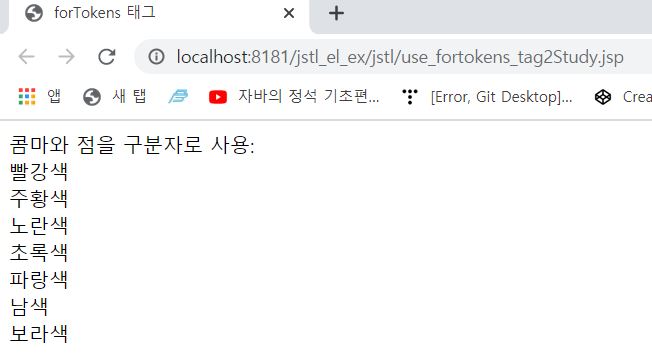 forTokens 태그
localhost:8181/jstl_el_ex/jstl/use_fortokens_tag2Study.jsp
앱 새 탭 자바의 정석 기초편... [Error, Git Desktop]... Crea
콤마와 점을 구분자로 사용:
빨강색
주황색
노란색
초록색
파랑색
남색
보라색